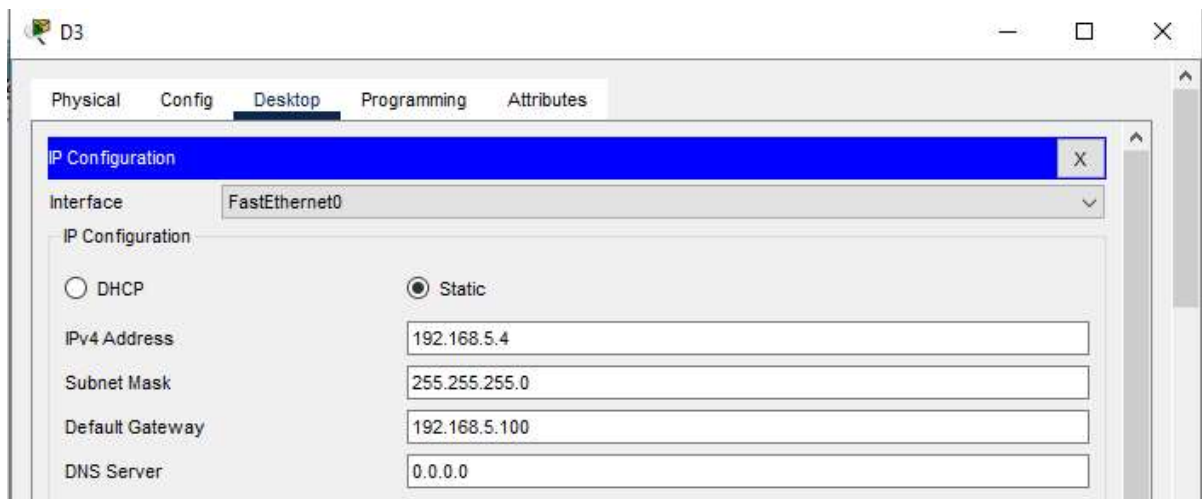 D3
Physical Config Desktop Programming Attributes
IP Configuration X
Interface FastEthernet0
IP Configuration
DHCP Static
IPv4 Address 192.168.5.4
Subnet Mask 255.255.255.0
Default Gateway 192.168.5.100
DNS Server 0.0.0.0